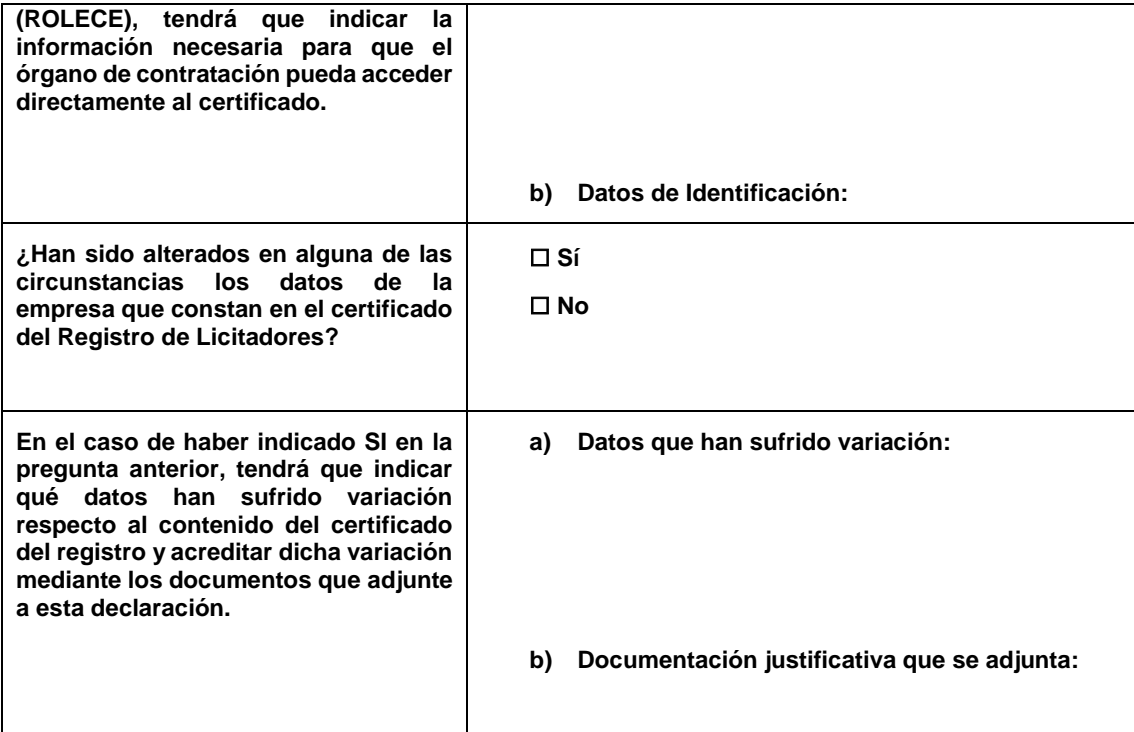 (ROLECE), tendrá que indicar la
información necesaria para que el
órgano de contratación pueda acceder
directamente al certificado.
b) Datos de Identificación:
¿Han sido alterados en alguna de las
circunstancias los datos de la
empresa que constan en el certificado
del Registro de Licitadores?
☐ Sí
☐ No
En el caso de haber indicado SI en la
pregunta anterior, tendrá que indicar
qué datos han sufrido variación
respecto al contenido del certificado
del registro y acreditar dicha variación
mediante los documentos que adjunte
a esta declaración.
a) Datos que han sufrido variación:
b) Documentación justificativa que se adjunta: